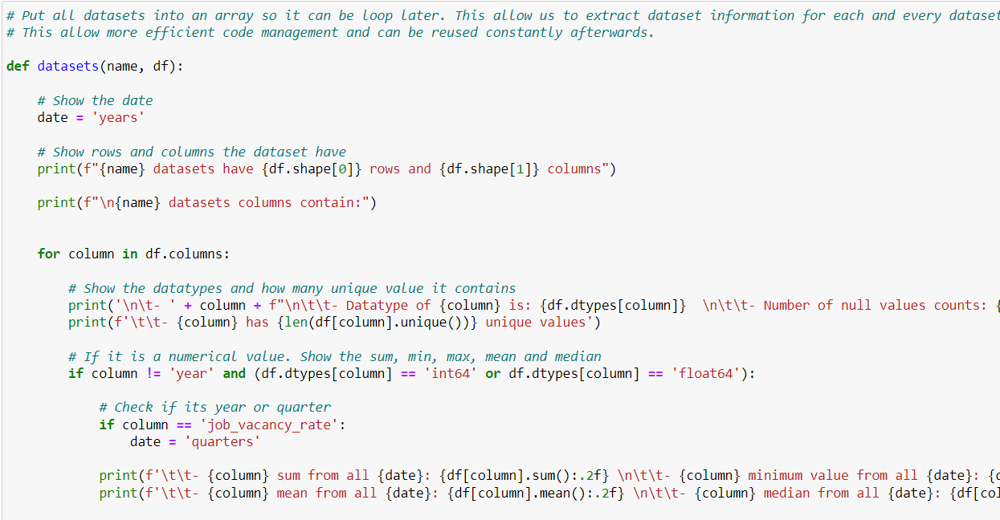 # Put all datasets into an array so it can be loop later. This allow us to extract dataset information for each and every dataset
# This allow more efficient code management and can be reused constantly afterwards.
def datasets(name, df):
# Show the date
date = 'years'
# Show rows and columns the dataset have
print(f"{name} datasets have {df.shape[0]} rows and {df.shape[1]} columns")
print(f"\n{name} datasets columns contain:")
for column in df.columns:
# Show the datatypes and how many unique value it contains
print('\n\t- ' + column + f"\n\t\t- Datatype of {column} is: {df.dtypes[column]}  \n\t\t- Number of null values counts: {
print(f'\t\t- {column} has {len(df[column].unique())} unique values')
# If it is a numerical value. Show the sum, min, max, mean and median
if column != 'year' and (df.dtypes[column] == 'int64' or df.dtypes[column] == 'float64'):
# Check if its year or quarter
if column == 'job_vacancy_rate':
date = 'quarters'
print(f'\t\t- {column} sum from all {date}: {df[column].sum():.2f} \n\t\t- {column} minimum value from all {date}: {d
print(f'\t\t- {column} mean from all {date}: {df[column].mean():.2f} \n\t\t- {column} median from all {date}: {df[col